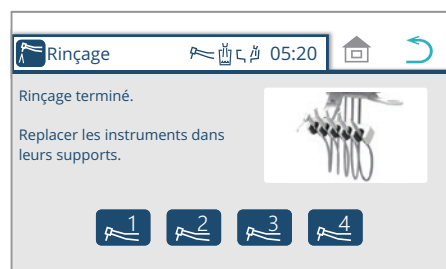 Rinçage 05:20
Rinçage terminé.
Replacer les instruments dans
leurs supports.
1 2 3 4